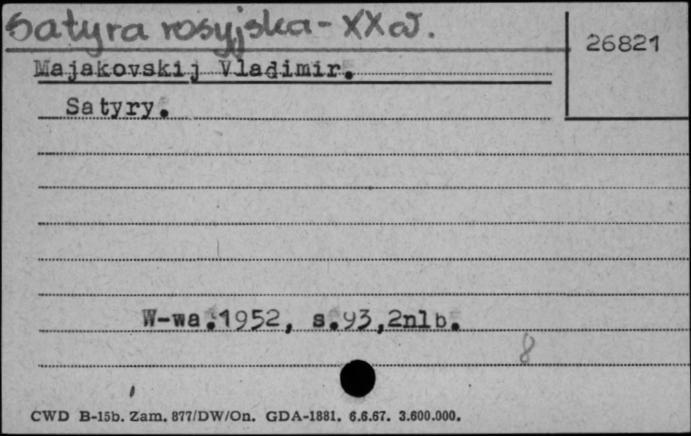 Satyra rosyjska - XX w.
26821
Majakovskij Vladimir.
Satyry.
W-wa.1952, s.93,2nlb.
8
CWD B-15b. Zam. 877/DW/On. GDA-1881. 6.6.67. 3.600.000.